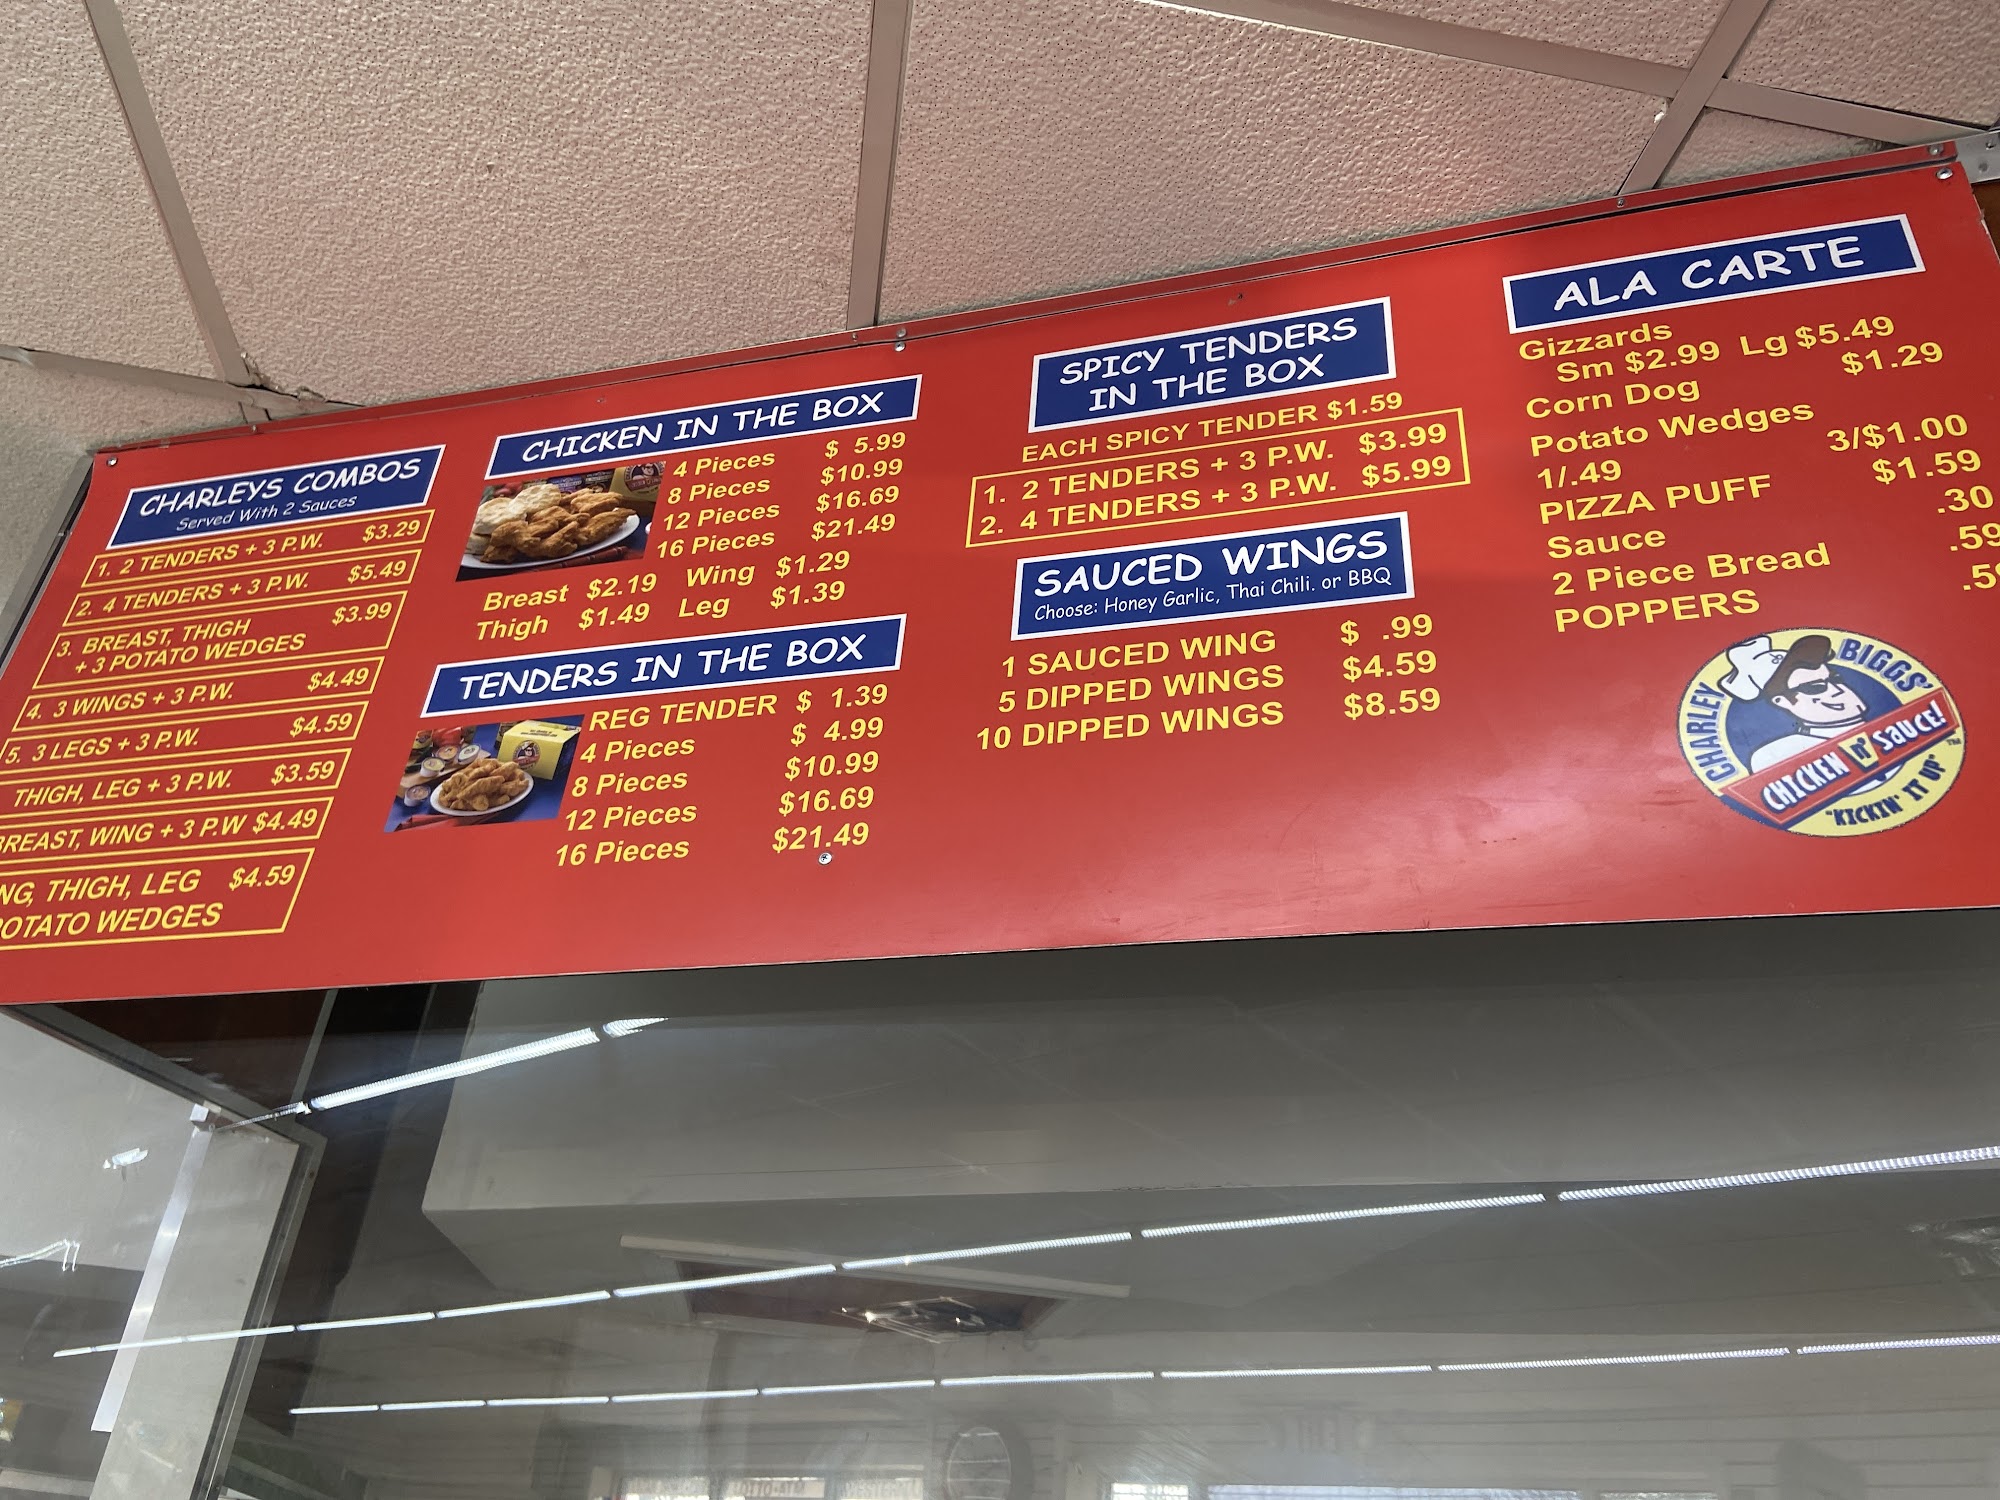 CHARLEYS COMBOS
Served With 2 Sauces
1. 2 TENDERS + 3 P.W. $3.29
2. 4 TENDERS + 3 P.W. $5.49
3. BREAST, THIGH $3.99
+ 3 POTATO WEDGES
4. 3 WINGS + 3 P.W. $4.49
5. 3 LEGS + 3 P.W. $4.59
THIGH, LEG + 3 P.W. $3.59
BREAST, WING + 3 P.W $4.49
NG, THIGH, LEG $4.59
POTATO WEDGES
CHICKEN IN THE BOX
4 Pieces $ 5.99
8 Pieces $10.99
12 Pieces $16.69
16 Pieces $21.49
Breast $2.19 Wing $1.29
Thigh $1.49 Leg $1.39
TENDERS IN THE BOX
REG TENDER $ 1.39
4 Pieces $ 4.99
8 Pieces $10.99
12 Pieces $16.69
16 Pieces $21.49
SPICY TENDERS
IN THE BOX
EACH SPICY TENDER $1.59
1. 2 TENDERS + 3 P.W. $3.99
2. 4 TENDERS + 3 P.W. $5.99
SAUCED WINGS
Choose: Honey Garlic, Thai Chili. or BBQ
1 SAUCED WING $ .99
5 DIPPED WINGS $4.59
10 DIPPED WINGS $8.59
ALA CARTE
Gizzards
Sm $2.99 Lg $5.49
Corn Dog $1.29
Potato Wedges
1/.49 3/$1.00
PIZZA PUFF $1.59
Sauce .30
2 Piece Bread .59
POPPERS .5
CHARLEY BIGGS'
CHICKEN n' SAUCE!
"KICKIN' IT UP" TM